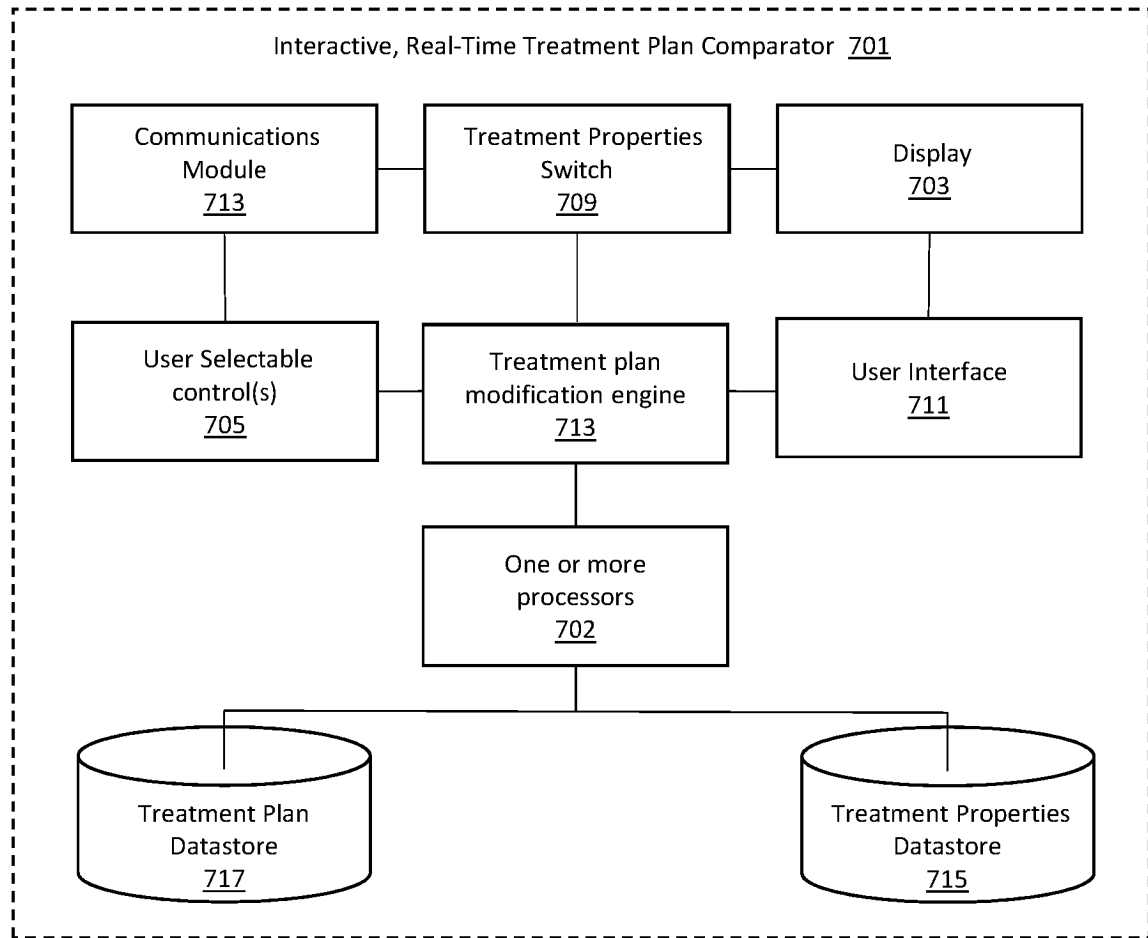 Interactive, Real-Time Treatment Plan Comparator 701
Communications
Module
713
Treatment Properties
Switch
709
Display
703
User Selectable
control(s)
705
Treatment plan
modification engine
713
User Interface
711
One or more
processors
702
Treatment Plan
Datastore
717
Treatment Properties
Datastore
715